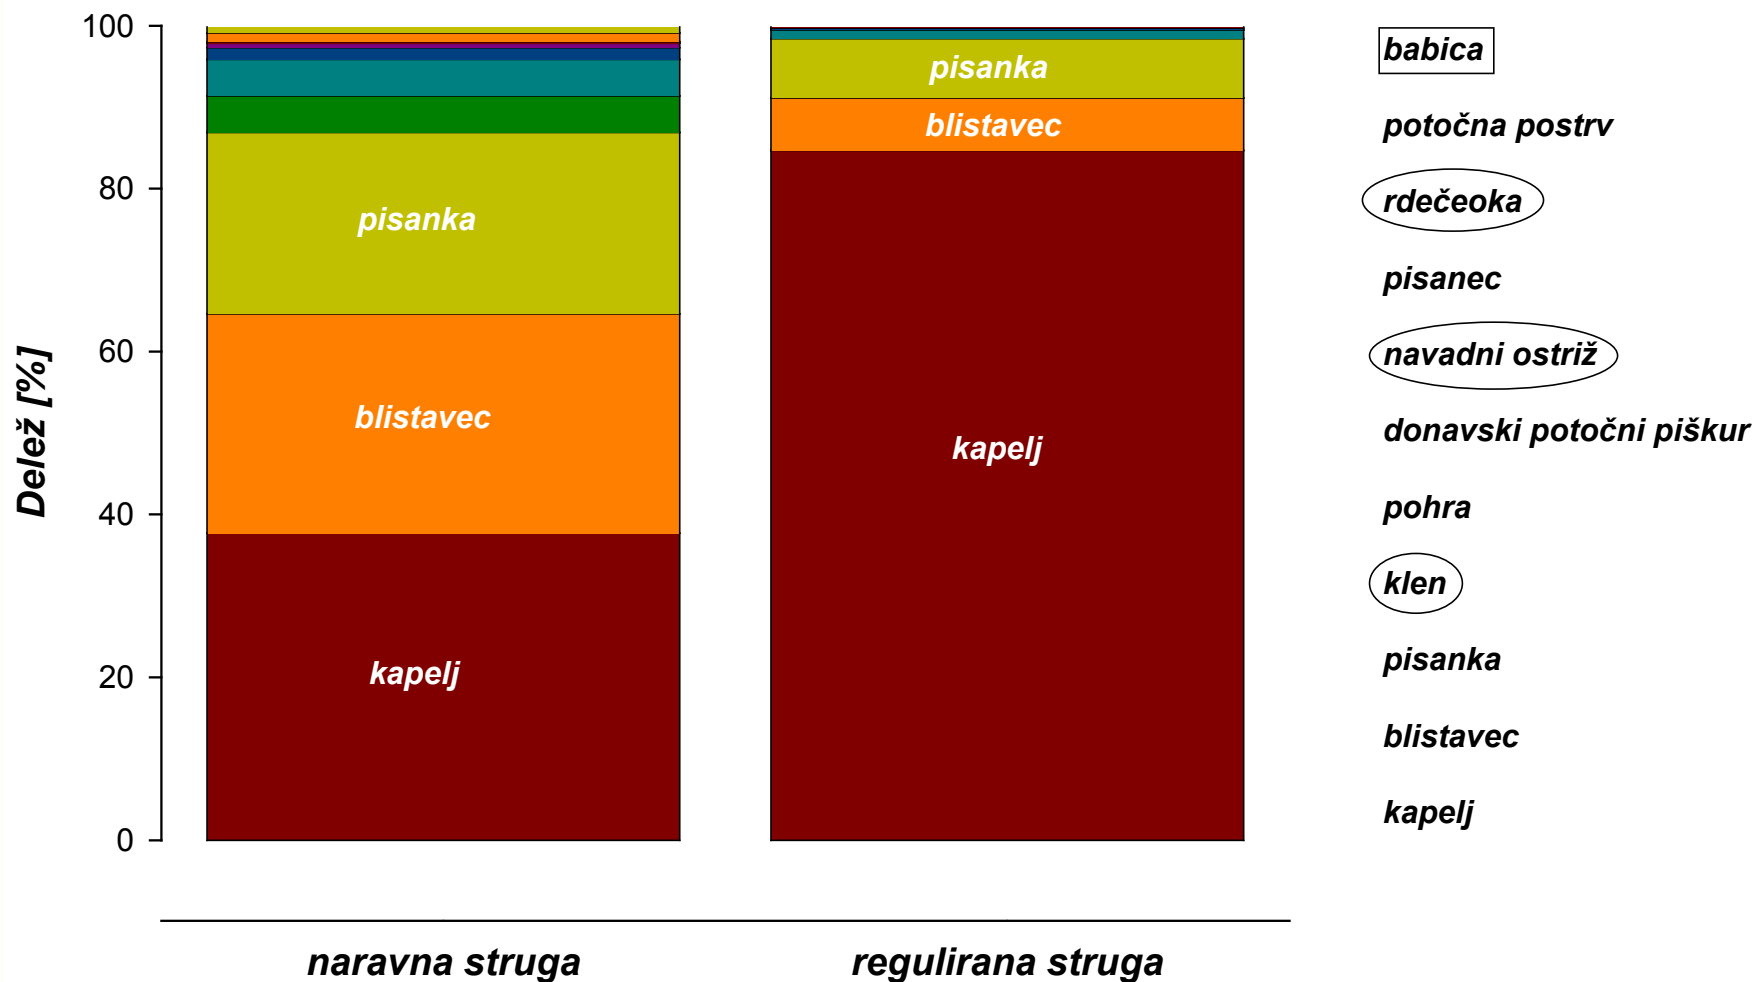 100
80
60
40
20
0
Delež [%]
pisanka
blistavec
kapelj
pisanka
blistavec
kapelj
babica
potočna postrv
rdečeoka
pisanec
navadni ostriž
donavski potočni piškur
pohra
klen
pisanka
blistavec
kapelj
naravna struga
regulirana struga